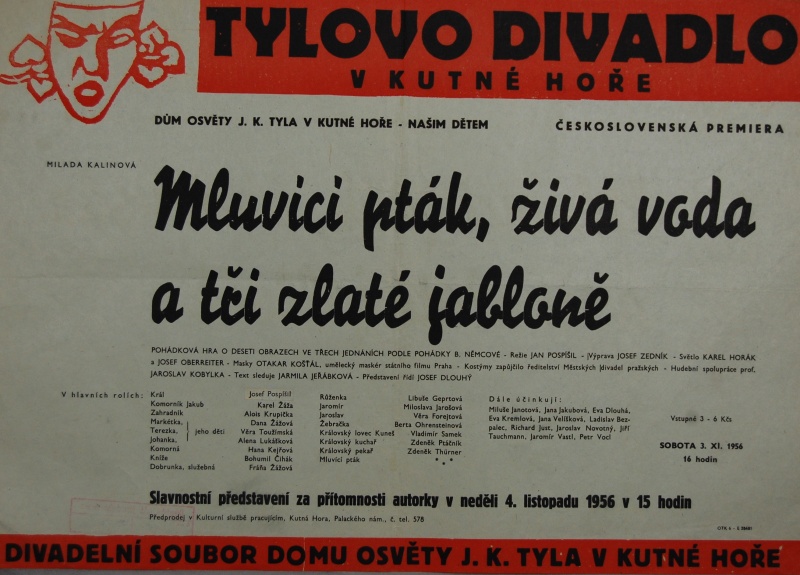 TYLOVO DIVADLO
V KUTNÉ HOŘE
DŮM OSVĚTY J. K. TYLA V KUTNÉ HOŘE - NAŠIM DĚTEM
ČESKOSLOVENSKÁ PREMIERA
MILADA KALINOVÁ
Mluvici pták, živá voda
a tři zlaté jabloně
POHÁDKOVÁ HRA O DESETI OBRAZECH VE TŘECH JEDNÁNÍCH PODLE POHÁDKY B. NĚMCOVÉ - Režie JAN POSPÍŠIL - Výprava JOSEF ZEDNÍK - Světlo KAREL HORÁK
a JOSEF OBERREITER - Masky OTAKAR KOŠŤÁL, umělecký maskér státního filmu Praha - Kostýmy zapůjčilo ředitelství Městských divadel pražských - Hudební spolupráce prof.
JAROSLAV KOBYLKA - Text sleduje JARMILA JEŘÁBKOVÁ - Představení řídí JOSEF DLOUHÝ
V hlavních rolích:
Král Josef Pospíšil
Komorník Jakub Karel Žáža
Zahradník Alois Krupička
Markétka, Dana Žážová
Terezka, jeho děti Věra Toužimská
Johanka, Alena Lukášková
Komorná Hana Kejřová
Kníže Bohumil Čihák
Dobrunka, služebná Fráňa Žážová
Růženka Libuše Geprtová
Jaromír Miloslava Jarošová
Jaroslav Věra Forejtová
Žebračka Berta Ohrensteinová
Královský lovec Kuneš Vladimír Samek
Královský kuchař Zdeněk Ptáčník
Královský pekař Zdeněk Thürner
Mluvící pták * * *
Dále účinkují:
Miluše Janotová, Jana Jakubová, Eva Dlouhá,
Eva Kremlová, Jana Velíšková, Ladislav Bez-
palec, Richard Just, Jaroslav Novotný, Jiří
Tauchmann, Jaromír Vastl, Petr Vocl
Vstupné 3 - 6 Kčs
SOBOTA 3. XI. 1956
16 hodin
Slavnostní představení za přítomnosti autorky v neděli 4. listopadu 1956 v 15 hodin
Předprodej v Kulturní službě pracujícím, Kutná Hora, Palackého nám., č. tel. 578
DIVADELNÍ SOUBOR DOMU OSVĚTY J. K. TYLA V KUTNÉ HOŘE